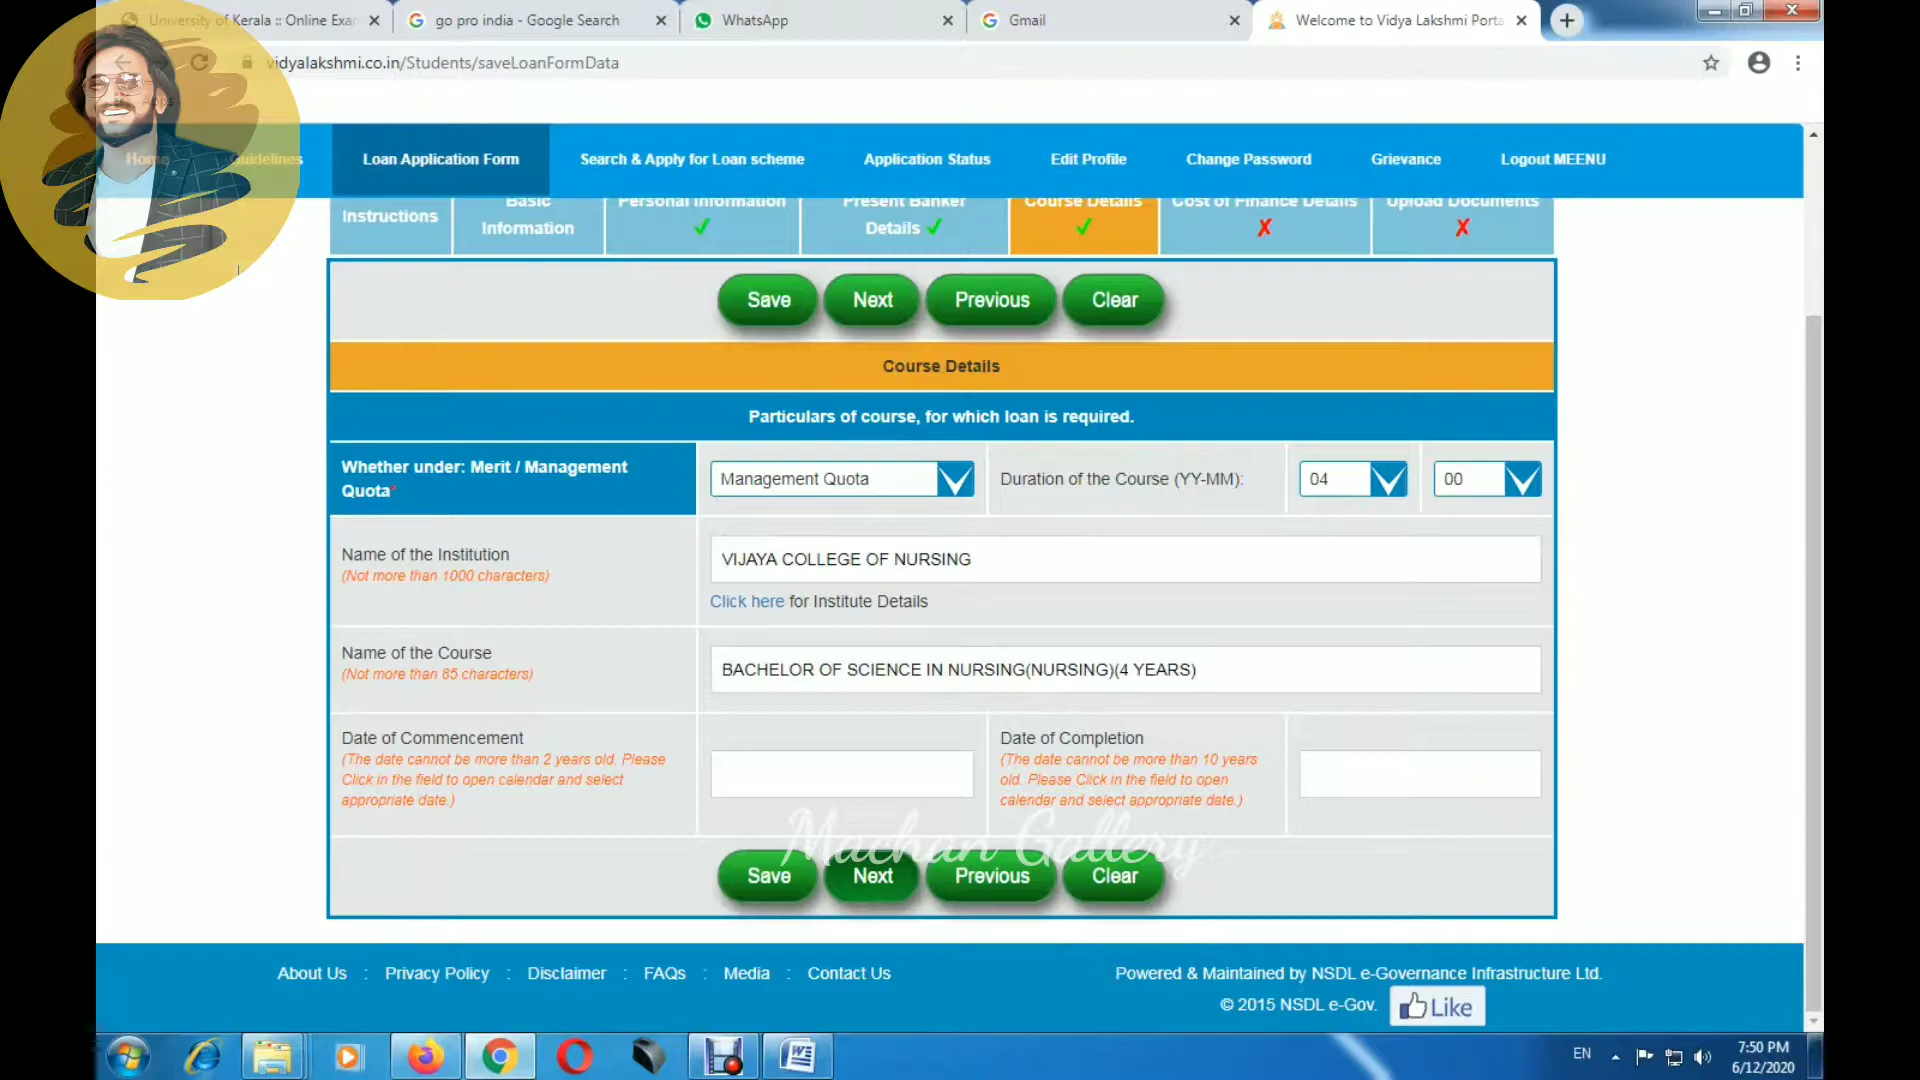 University of Kerala :: Online Exan
go pro india - Google Search
WhatsApp
Gmail
Welcome to Vidya Lakshmi Porta
vidyalakshmi.co.in/Students/saveLoanFormData
Home
Guidelines
Loan Application Form
Search & Apply for Loan scheme
Application Status
Edit Profile
Change Password
Grievance
Logout MEENU
Instructions
Basic
Information
Personal Information
Present Banker
Details
Course Details
Cost of Finance Details
Upload Documents
Save
Next
Previous
Clear
Course Details
Particulars of course, for which loan is required.
Whether under: Merit / Management
Quota*
Management Quota
Duration of the Course (YY-MM):
04
00
Name of the Institution
(Not more than 1000 characters)
VIJAYA COLLEGE OF NURSING
Click here for Institute Details
Name of the Course
(Not more than 85 characters)
BACHELOR OF SCIENCE IN NURSING(NURSING)(4 YEARS)
Date of Commencement
(The date cannot be more than 2 years old. Please
Click in the field to open calendar and select
appropriate date.)
Date of Completion
(The date cannot be more than 10 years
old. Please Click in the field to open
calendar and select appropriate date.)
Machan Gallery
Save
Next
Previous
Clear
About Us : Privacy Policy : Disclaimer : FAQs : Media : Contact Us
Powered & Maintained by NSDL e-Governance Infrastructure Ltd.
© 2015 NSDL e-Gov.
Like
EN
7:50 PM
6/12/2020